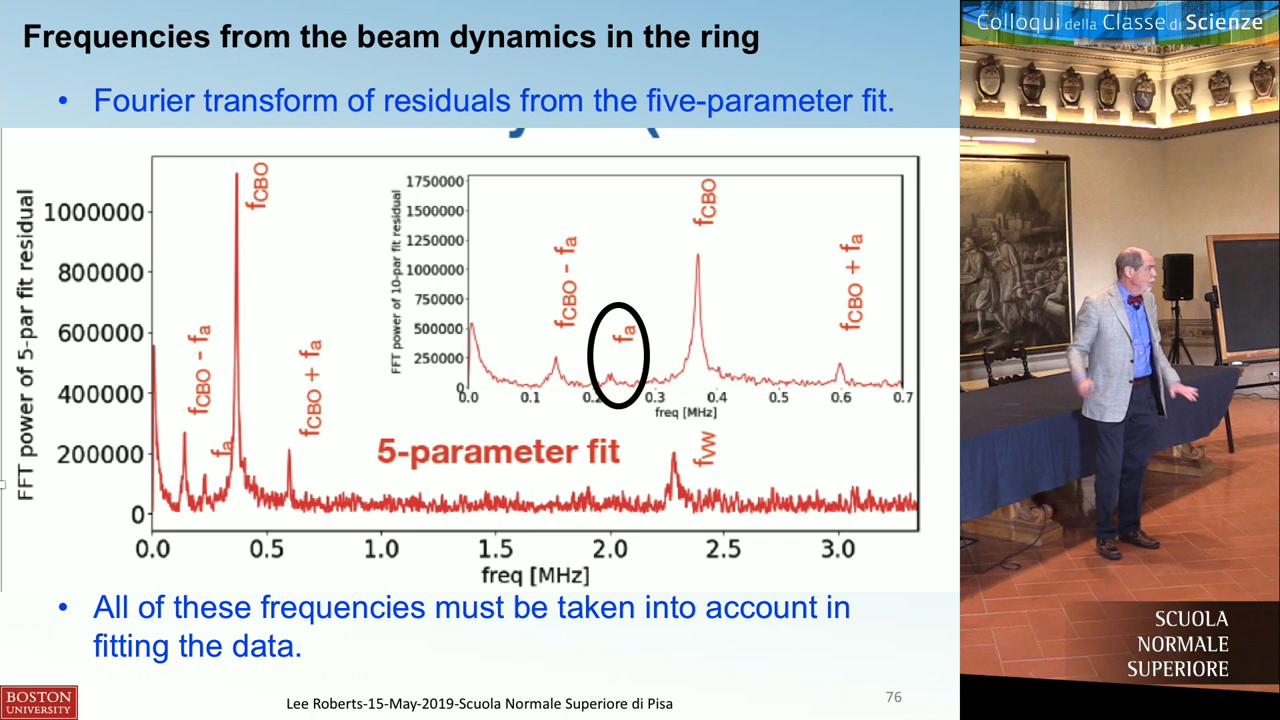 Frequencies from the beam dynamics in the ring
• Fourier transform of residuals from the five-parameter fit.
FFT power of 5-par fit residual
1000000
800000
600000
400000
200000
0
0.0 0.5 1.0 1.5 2.0 2.5 3.0
freq [MHz]
fCBO - fa
fa
fCBO
fCBO + fa
5-parameter fit
fVW
FFT power of 10-par fit residual
1750000
1500000
1250000
1000000
750000
500000
250000
0
0.0 0.1 0.2 0.3 0.4 0.5 0.6 0.7
freq [MHz]
fCBO - fa
fa
fCBO
fCBO + fa
• All of these frequencies must be taken into account in
fitting the data.
BOSTON
UNIVERSITY
Lee Roberts-15-May-2019-Scuola Normale Superiore di Pisa
76
Colloqui della Classe di Scienze
SCUOLA
NORMALE
SUPERIORE